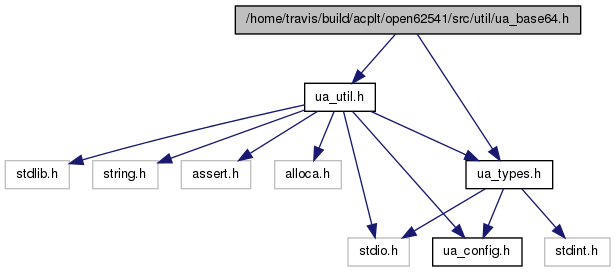 /home/travis/build/acplt/open62541/src/util/ua_base64.h
ua_util.h
stdlib.h
string.h
assert.h
alloca.h
ua_types.h
stdio.h
ua_config.h
stdint.h